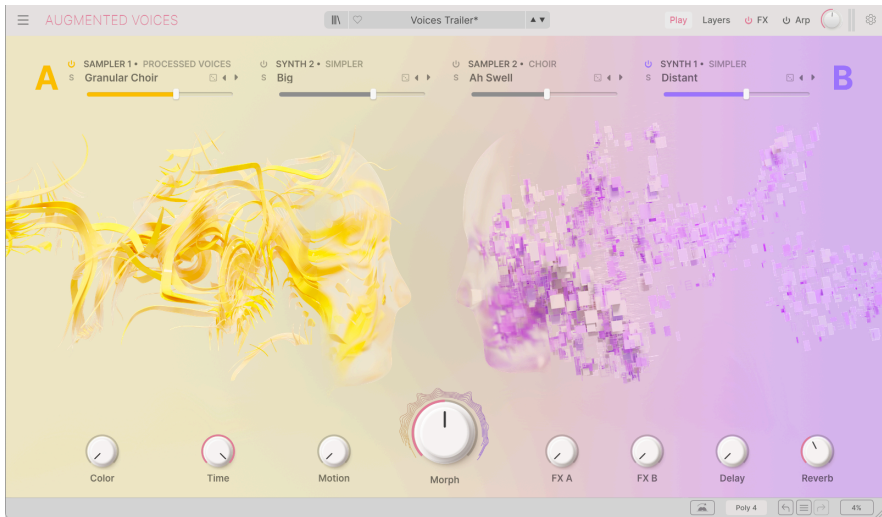 AUGMENTED VOICES
Voices Trailer*
Play Layers FX Arp
A
SAMPLER 1 • PROCESSED VOICES
S Granular Choir
SYNTH 2 • SIMPLER
S Big
SAMPLER 2 • CHOIR
S Ah Swell
SYNTH 1 • SIMPLER
S Distant
B
Color Time Motion Morph FX A FX B Delay Reverb
Poly 4 4%